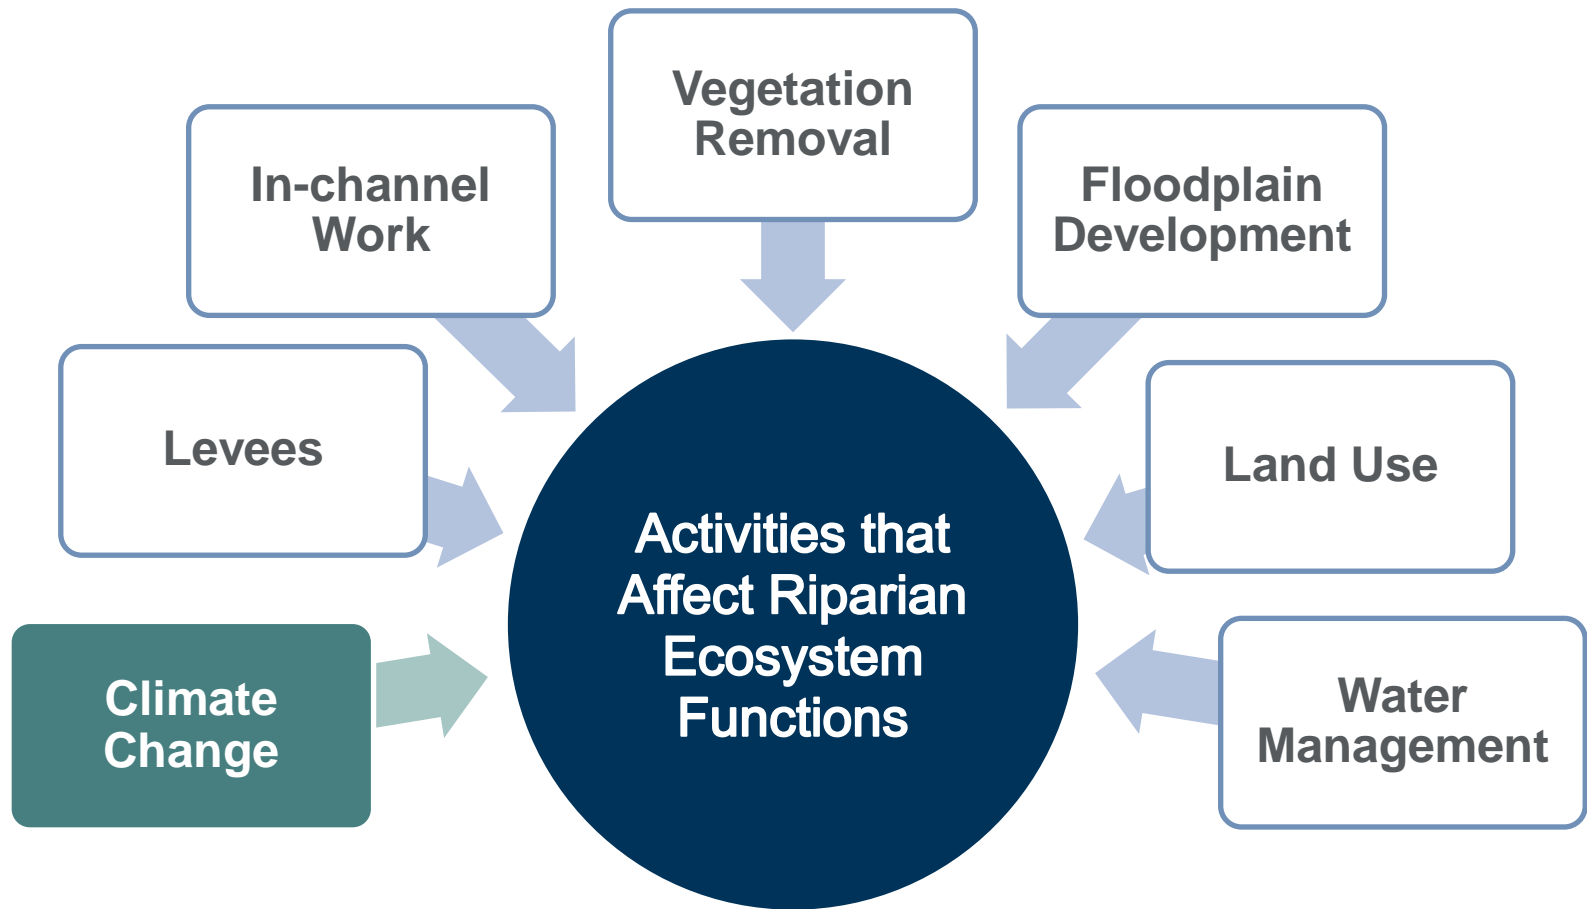 Vegetation
Removal
In-channel
Work
Floodplain
Development
Levees
Land Use
Activities that
Affect Riparian
Ecosystem
Functions
Climate
Change
Water
Management